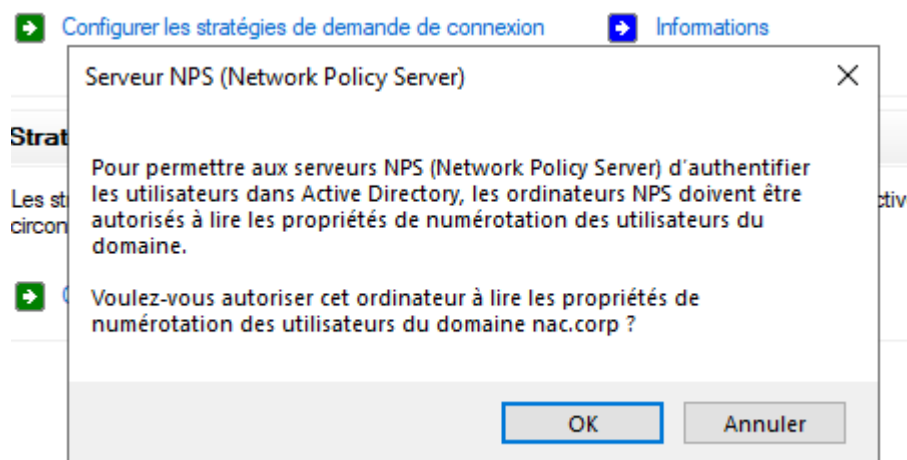 Configurer les stratégies de demande de connexion Informations
Serveur NPS (Network Policy Server)
Strat
Pour permettre aux serveurs NPS (Network Policy Server) d'authentifier
les utilisateurs dans Active Directory, les ordinateurs NPS doivent être
autorisés à lire les propriétés de numérotation des utilisateurs du
domaine.
Les st
ctiv
circon
Voulez-vous autoriser cet ordinateur à lire les propriétés de
numérotation des utilisateurs du domaine nac.corp ?
OK Annuler